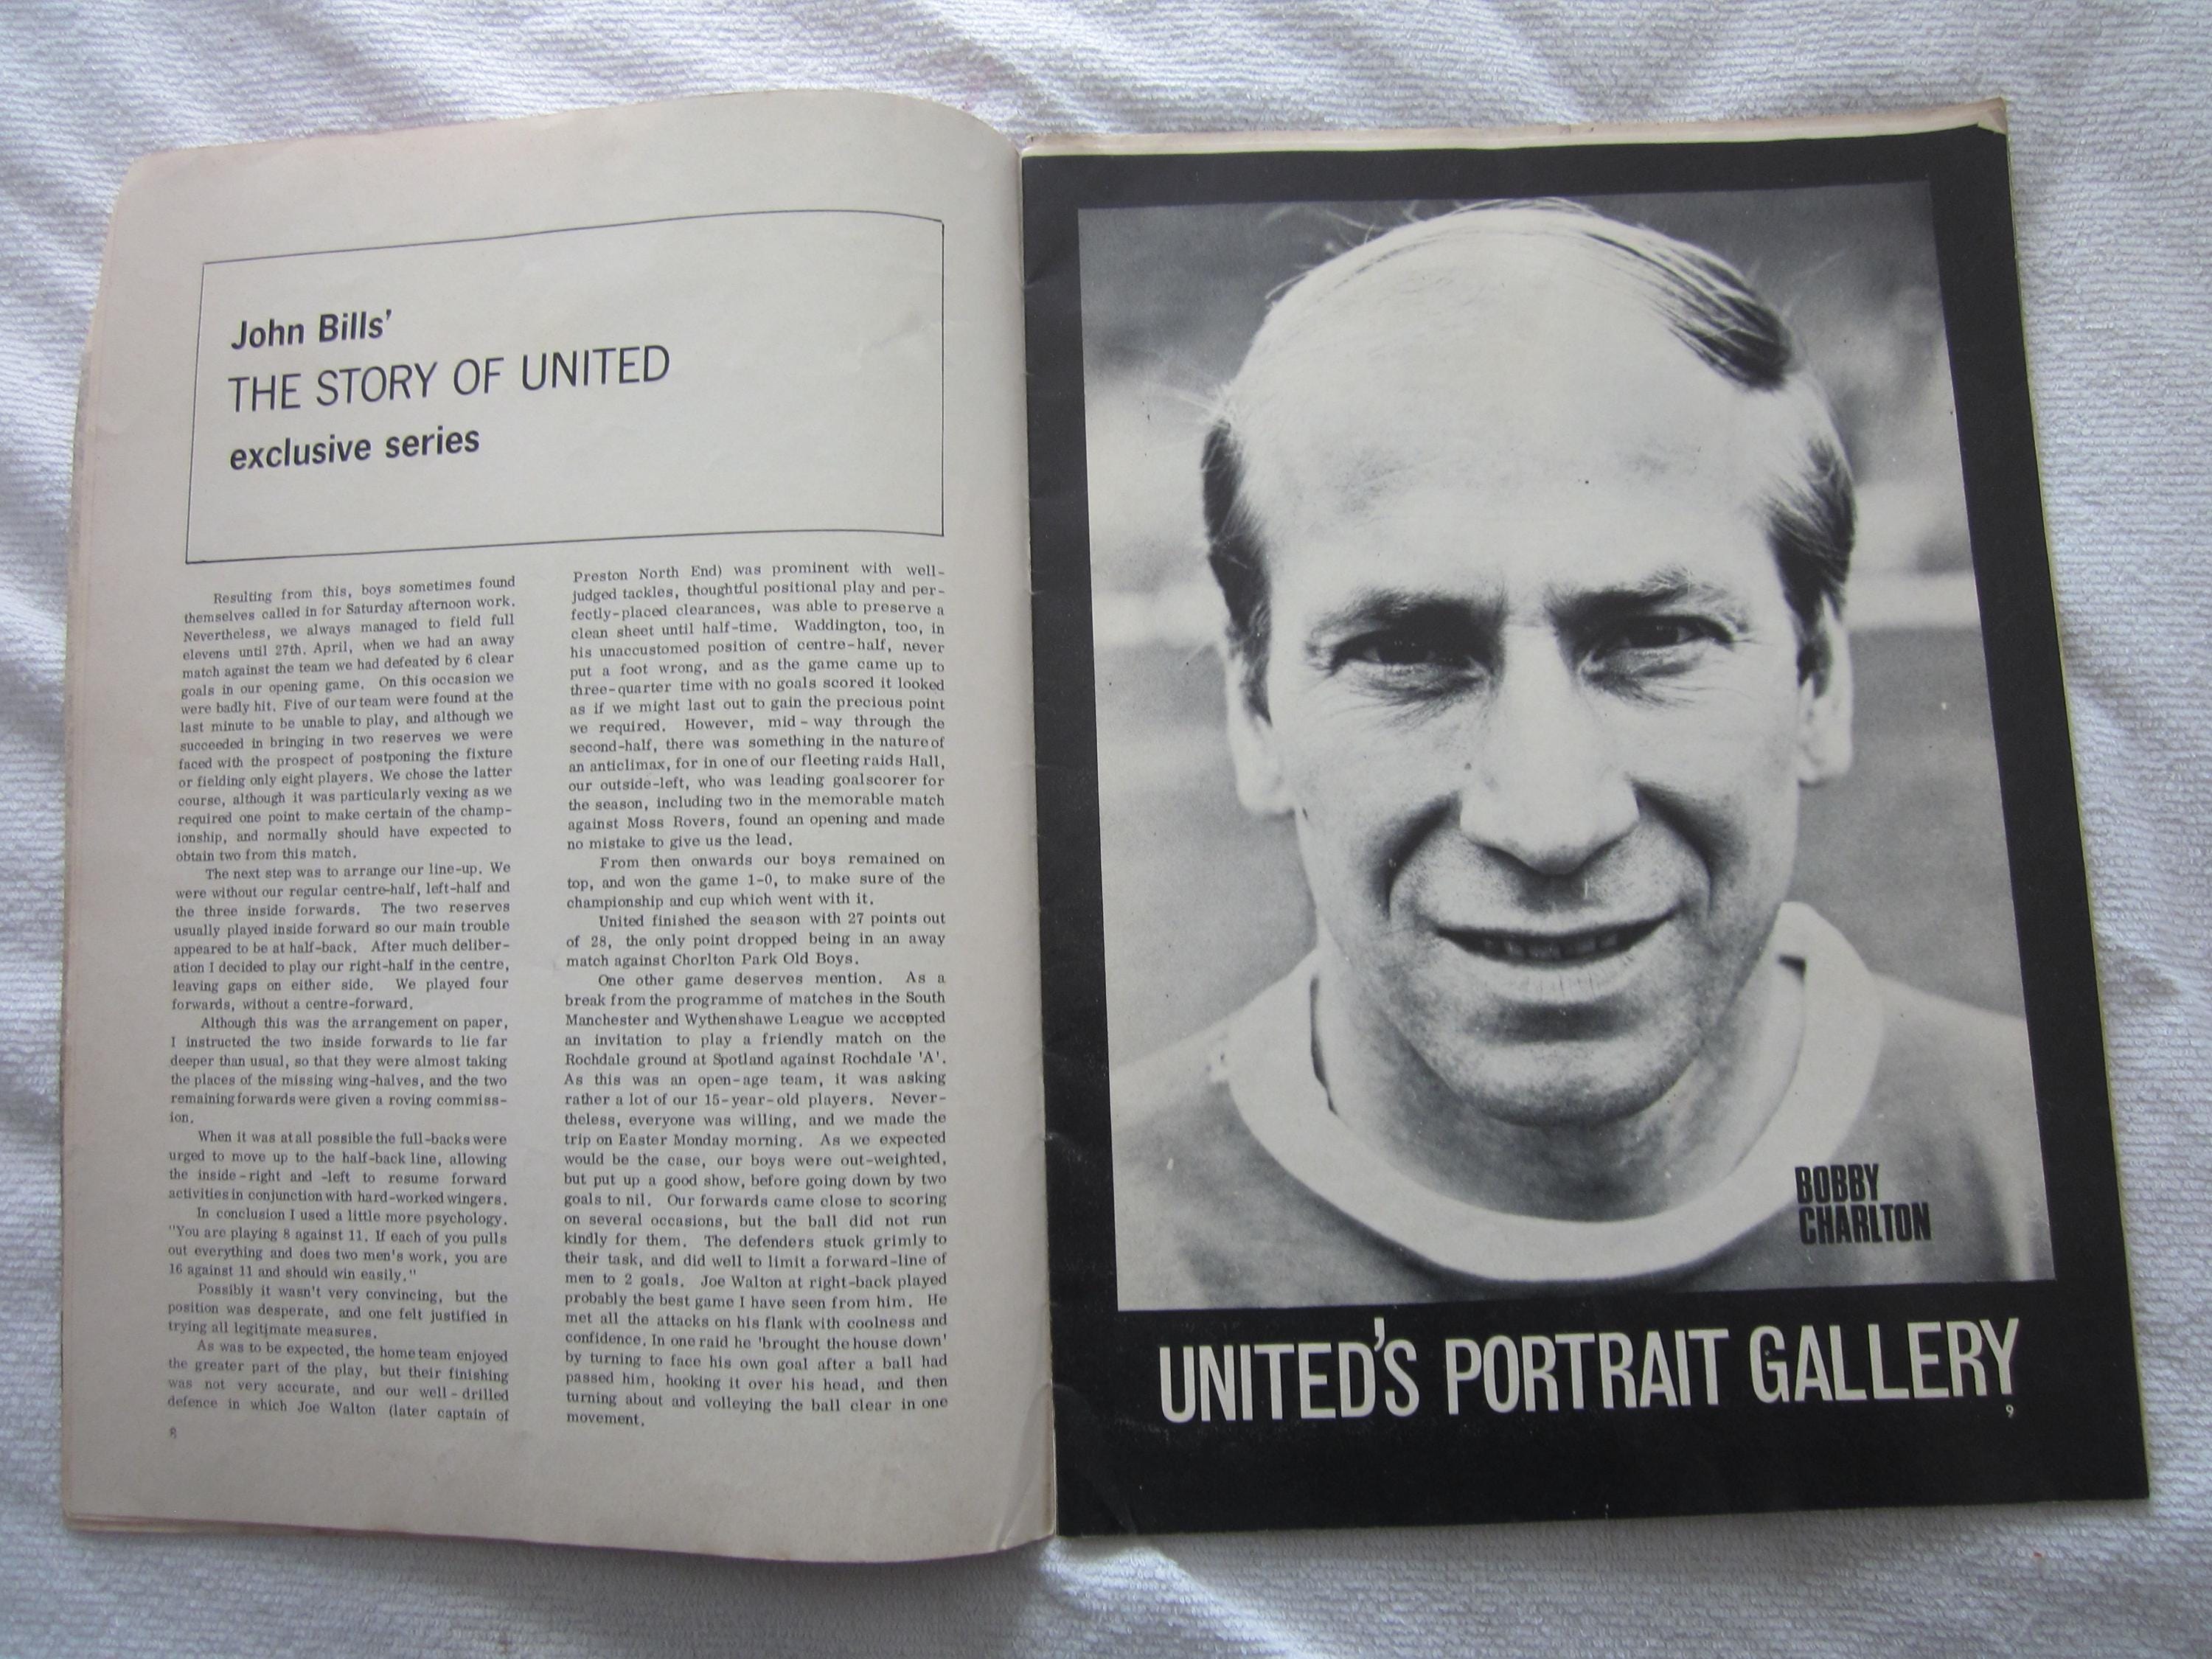 John Bills'
THE STORY OF UNITED
exclusive series
Resulting from this, boys sometimes found
themselves called in for Saturday afternoon work.
Nevertheless, we always managed to field full
elevens until 27th. April, when we had an away
match against the team we had defeated by 6 clear
goals in our opening game. On this occasion we
were badly hit. Five of our team were found at the
last minute to be unable to play, and although we
succeeded in bringing in two reserves we were
faced with the prospect of postponing the fixture
or fielding only eight players. We chose the latter
course, although it was particularly vexing as we
required one point to make certain of the champ-
ionship, and normally should have expected to
obtain two from this match.
The next step was to arrange our line-up. We
were without our regular centre-half, left-half and
the three inside forwards. The two reserves
usually played inside forward so our main trouble
appeared to be at half-back. After much deliber-
ation I decided to play our right-half in the centre,
leaving gaps on either side. We played four
forwards, without a centre-forward.
Although this was the arrangement on paper,
I instructed the two inside forwards to lie far
deeper than usual, so that they were almost taking
the places of the missing wing-halves, and the two
remaining forwards were given a roving commiss-
ion.
When it was at all possible the full-backs were
urged to move up to the half-back line, allowing
the inside-right and -left to resume forward
activities in conjunction with hard-worked wingers.
In conclusion I used a little more psychology.
"You are playing 8 against 11. If each of you pulls
out everything and does two men's work, you are
16 against 11 and should win easily."
Possibly it wasn't very convincing, but the
position was desperate, and one felt justified in
trying all legitimate measures.
As was to be expected, the home team enjoyed
the greater part of the play, but their finishing
was not very accurate, and our well-drilled
defence in which Joe Walton (later captain of
8
Preston North End) was prominent with well-
judged tackles, thoughtful positional play and per-
fectly-placed clearances, was able to preserve a
clean sheet until half-time. Waddington, too, in
his unaccustomed position of centre-half, never
put a foot wrong, and as the game came up to
three-quarter time with no goals scored it looked
as if we might last out to gain the precious point
we required. However, mid-way through the
second-half, there was something in the nature of
an anticlimax, for in one of our fleeting raids Hall,
our outside-left, who was leading goalscorer for
the season, including two in the memorable match
against Moss Rovers, found an opening and made
no mistake to give us the lead.
From then onwards our boys remained on
top, and won the game 1-0, to make sure of the
championship and cup which went with it.
United finished the season with 27 points out
of 28, the only point dropped being in an away
match against Chorlton Park Old Boys.
One other game deserves mention. As a
break from the programme of matches in the South
Manchester and Wythenshawe League we accepted
an invitation to play a friendly match on the
Rochdale ground at Spotland against Rochdale 'A'.
As this was an open-age team, it was asking
rather a lot of our 15-year-old players. Never-
theless, everyone was willing, and we made the
trip on Easter Monday morning. As we expected
would be the case, our boys were out-weighted,
but put up a good show, before going down by two
goals to nil. Our forwards came close to scoring
on several occasions, but the ball did not run
kindly for them. The defenders stuck grimly to
their task, and did well to limit a forward-line of
men to 2 goals. Joe Walton at right-back played
probably the best game I have seen from him. He
met all the attacks on his flank with coolness and
confidence. In one raid he 'brought the house down'
by turning to face his own goal after a ball had
passed him, hooking it over his head, and then
turning about and volleying the ball clear in one
movement.
BOBBY
CHARLTON
UNITED'S PORTRAIT GALLERY
9